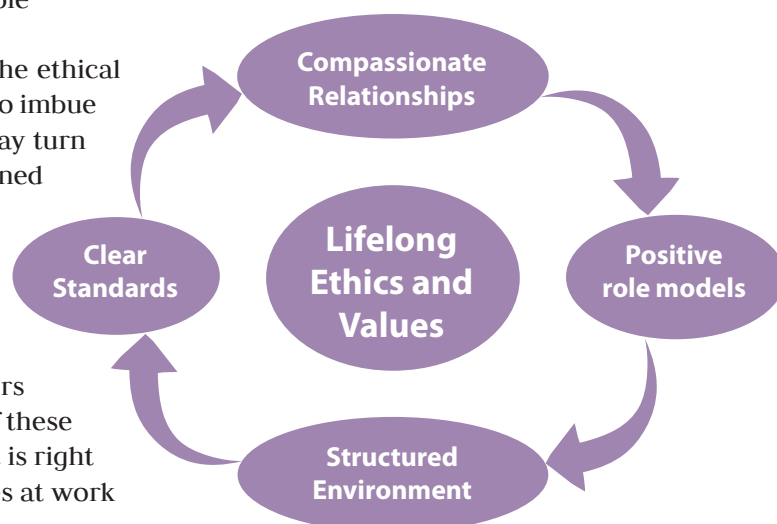 he ethical
o imbue
ay turn
ned
rs
these
is right
es at work
Compassionate
Relationships
Positive
role models
Structured
Environment
Clear
Standards
Lifelong
Ethics and
Values